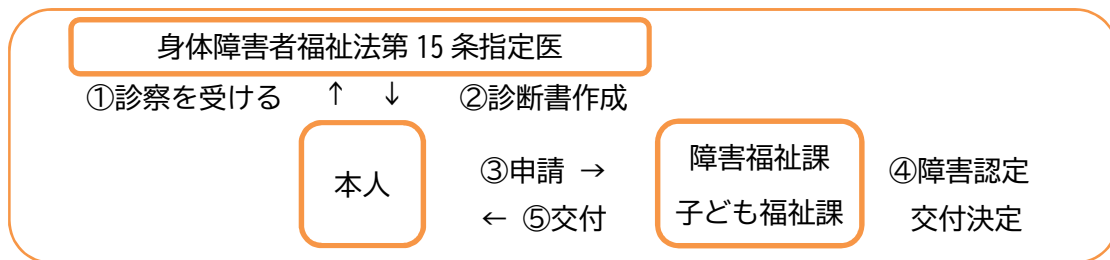 身体障害者福祉法第 15 条指定医
①診察を受ける ↑ ↓ ②診断書作成
本人
③申請 →
← ⑤交付
障害福祉課
子ども福祉課
④障害認定
交付決定